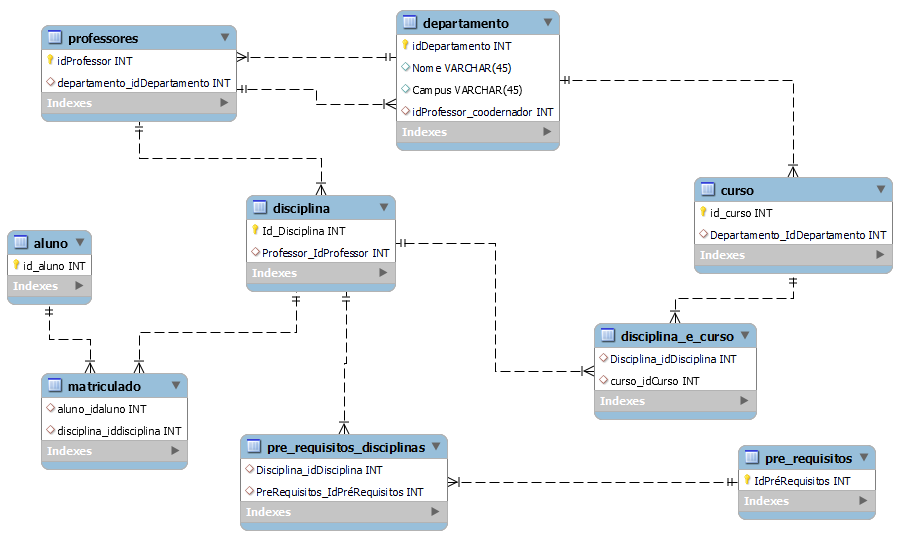 professores
idProfessor INT
departamento_idDepartamento INT
Indexes
departamento
idDepartamento INT
Nome VARCHAR(45)
Campus VARCHAR(45)
idProfessor_coodernador INT
Indexes
curso
id_curso INT
Departamento_IdDepartamento INT
Indexes
disciplina
Id_Disciplina INT
Professor_IdProfessor INT
Indexes
aluno
id_aluno INT
Indexes
disciplina_e_curso
Disciplina_idDisciplina INT
curso_idCurso INT
Indexes
matriculado
aluno_idaluno INT
disciplina_iddisciplina INT
Indexes
pre_requisitos_disciplinas
Disciplina_idDisciplina INT
PreRequisitos_IdPréRequisitos INT
Indexes
pre_requisitos
IdPréRequisitos INT
Indexes